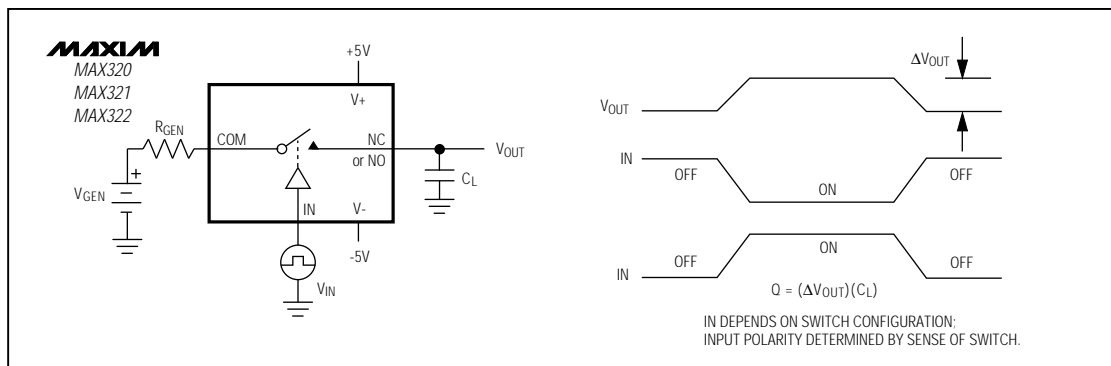 MAXIM
MAX320
MAX321
MAX322
+5V
V+
RGEN
COM
NC
or NO
VOUT
CL
VGEN
+
IN
V-
-5V
VIN
ΔVOUT
VOUT
IN
OFF
ON
OFF
IN
OFF
ON
OFF
Q = (ΔVOUT)(CL)
IN DEPENDS ON SWITCH CONFIGURATION;
INPUT POLARITY DETERMINED BY SENSE OF SWITCH.